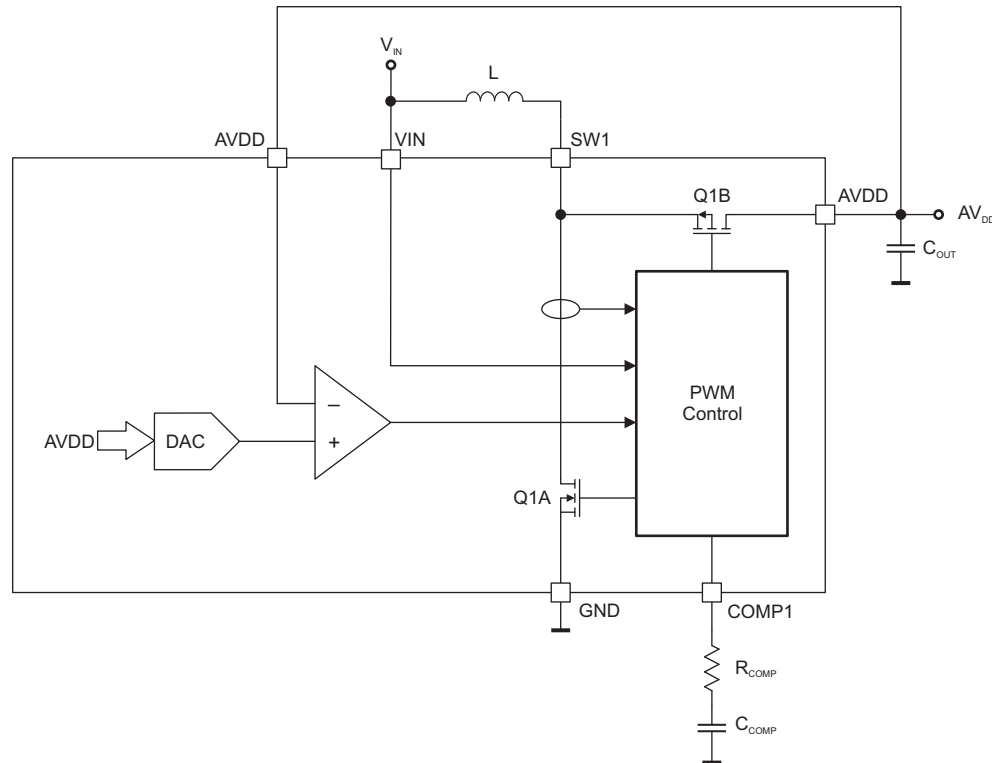 V_IN
L
AVDD
VIN
SW1
Q1B
AVDD
AV_DD
C_OUT
PWM
Control
−
+
AVDD
DAC
Q1A
GND
COMP1
R_COMP
C_COMP